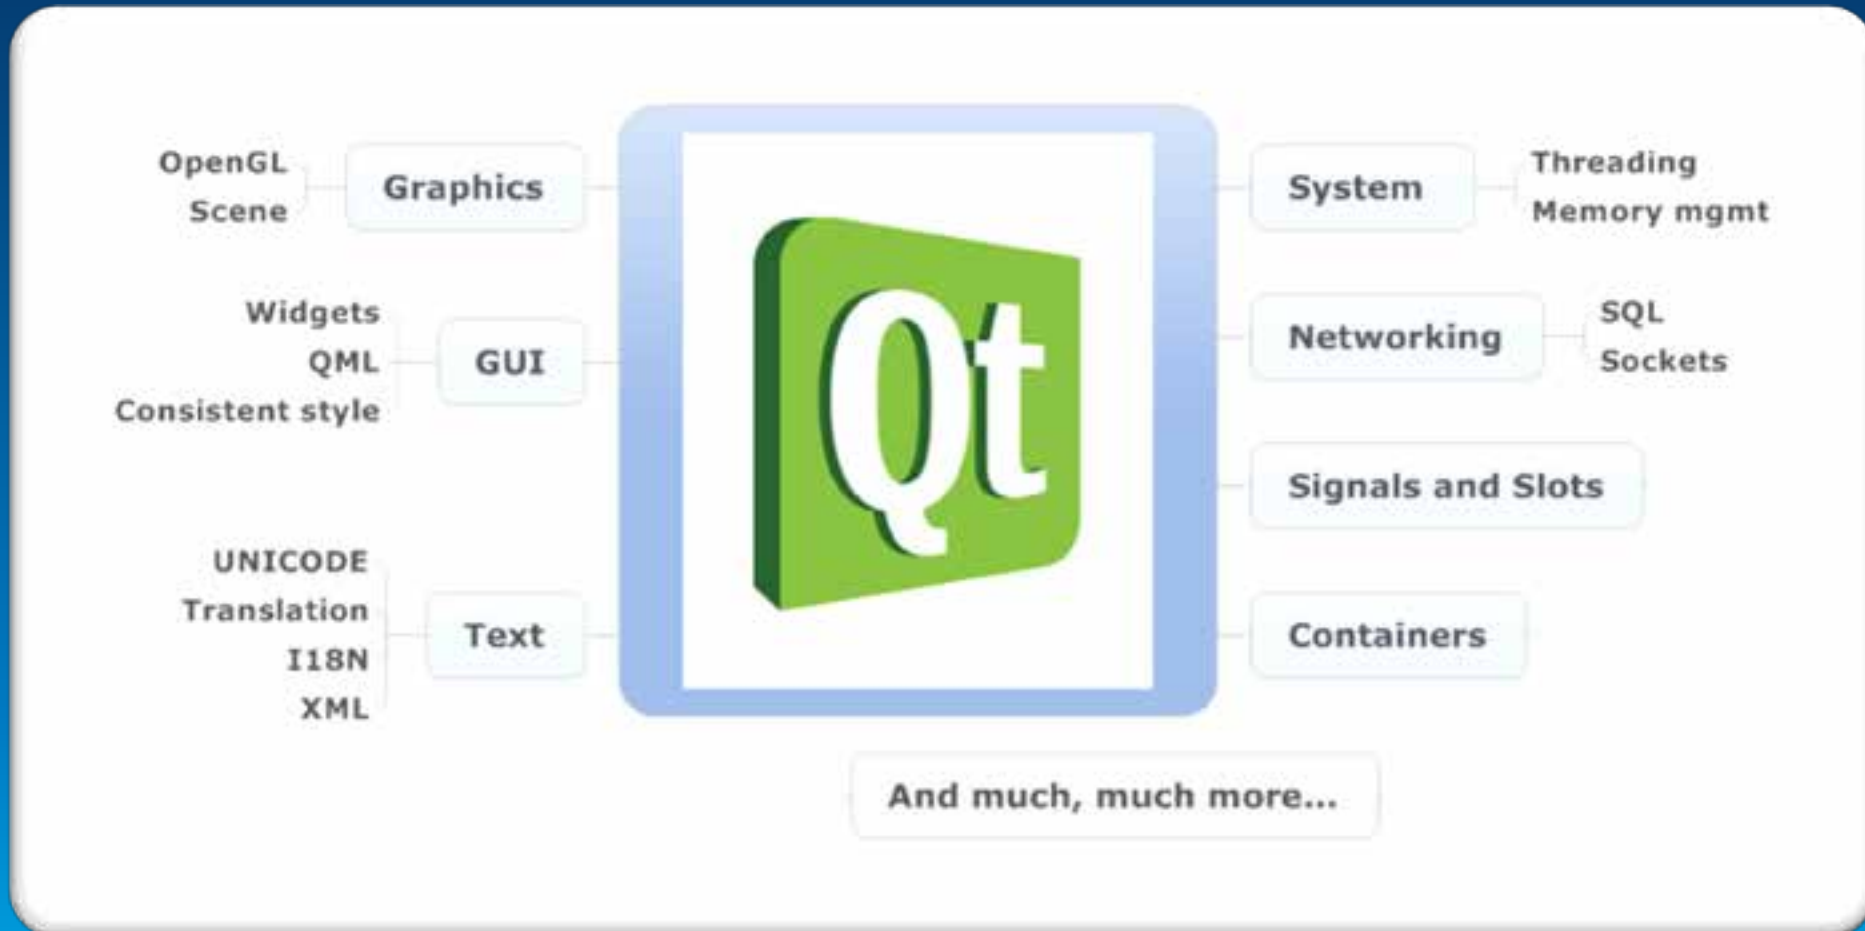 OpenGL
Scene
Graphics
Widgets
QML
Consistent style
GUI
UNICODE
Translation
I18N
XML
Text
Qt
System
Threading
Memory mgmt
Networking
SQL
Sockets
Signals and Slots
Containers
And much, much more...